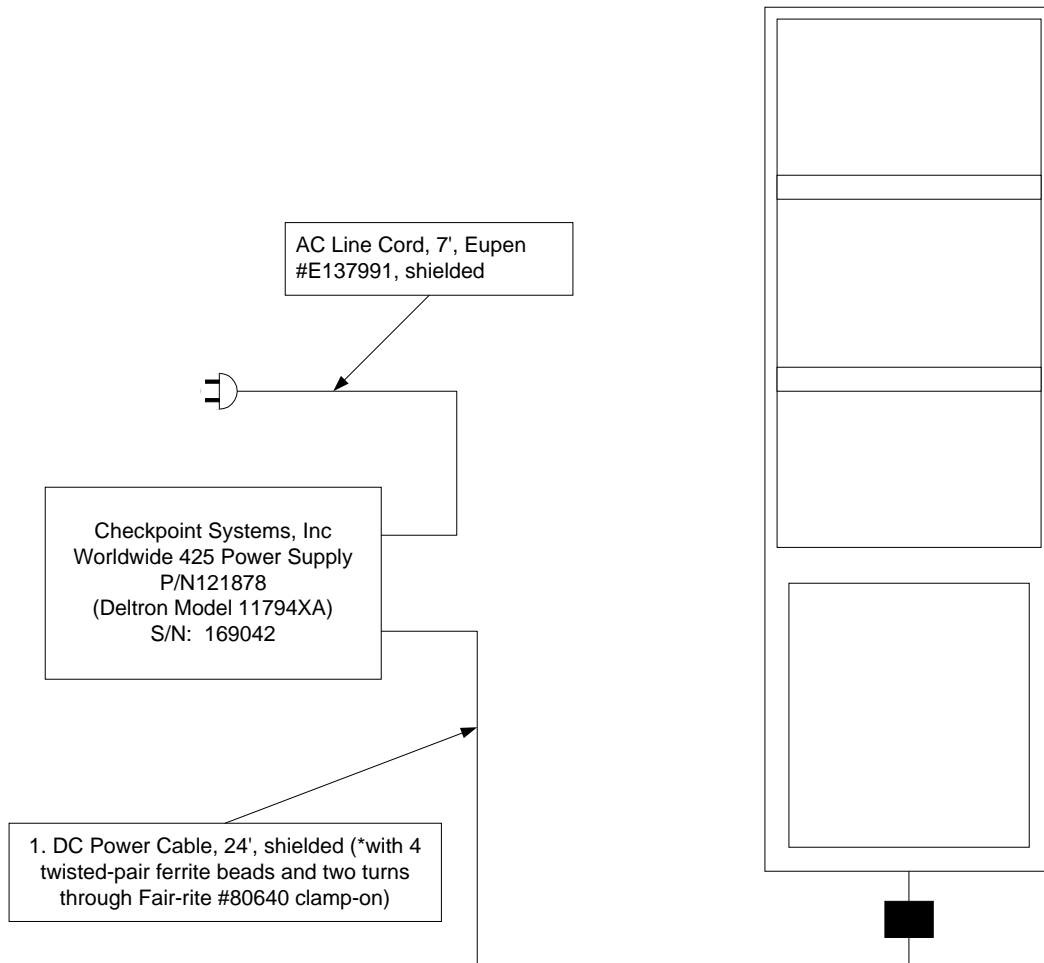 AC Line Cord, 7', Eupen
#E137991, shielded
Checkpoint Systems, Inc
Worldwide 425 Power Supply
P/N121878
(Deltron Model 11794XA)
S/N:  169042
1. DC Power Cable, 24', shielded (*with 4
twisted-pair ferrite beads and two turns
through Fair-rite #80640 clamp-on)